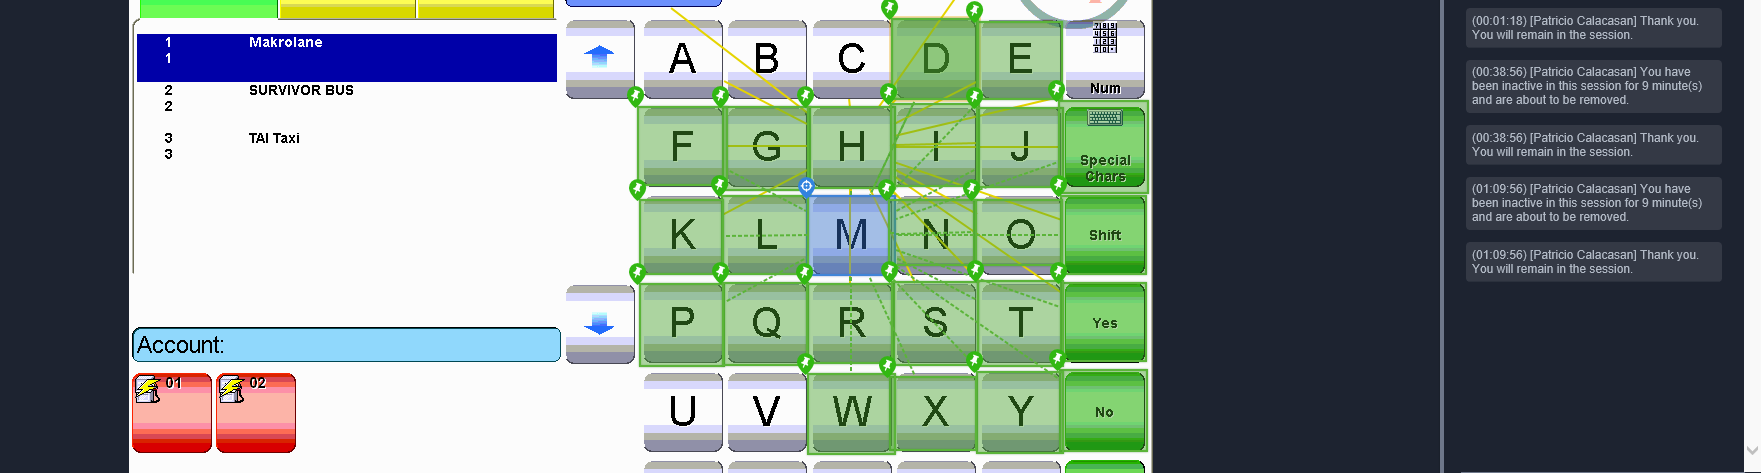 1 Makrolane
1
2 SURVIVOR BUS
2
3 TAI Taxi
3
Account:
01 02
A B C D E
Num
F G H I J
Special
Chars
K L M N O
Shift
P Q R S T
Yes
U V W X Y
No
(00:01:18) [Patricio Calacasan] Thank you.
You will remain in the session.
(00:38:56) [Patricio Calacasan] You have
been inactive in this session for 9 minute(s)
and are about to be removed.
(00:38:56) [Patricio Calacasan] Thank you.
You will remain in the session.
(01:09:56) [Patricio Calacasan] You have
been inactive in this session for 9 minute(s)
and are about to be removed.
(01:09:56) [Patricio Calacasan] Thank you.
You will remain in the session.